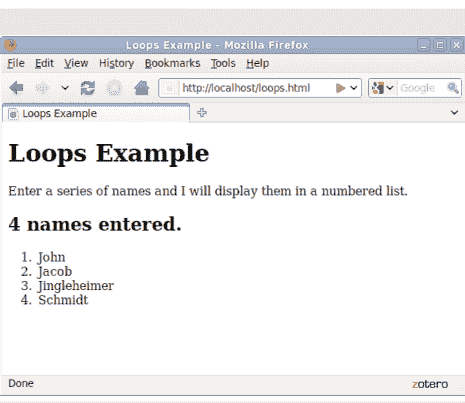 Loops Example - Mozilla Firefox
File Edit View History Bookmarks Tools Help
http://localhost/loops.html Google
Loops Example
Loops Example
Enter a series of names and I will display them in a numbered list.
4 names entered.
1. John
2. Jacob
3. Jingleheimer
4. Schmidt
Done zotero